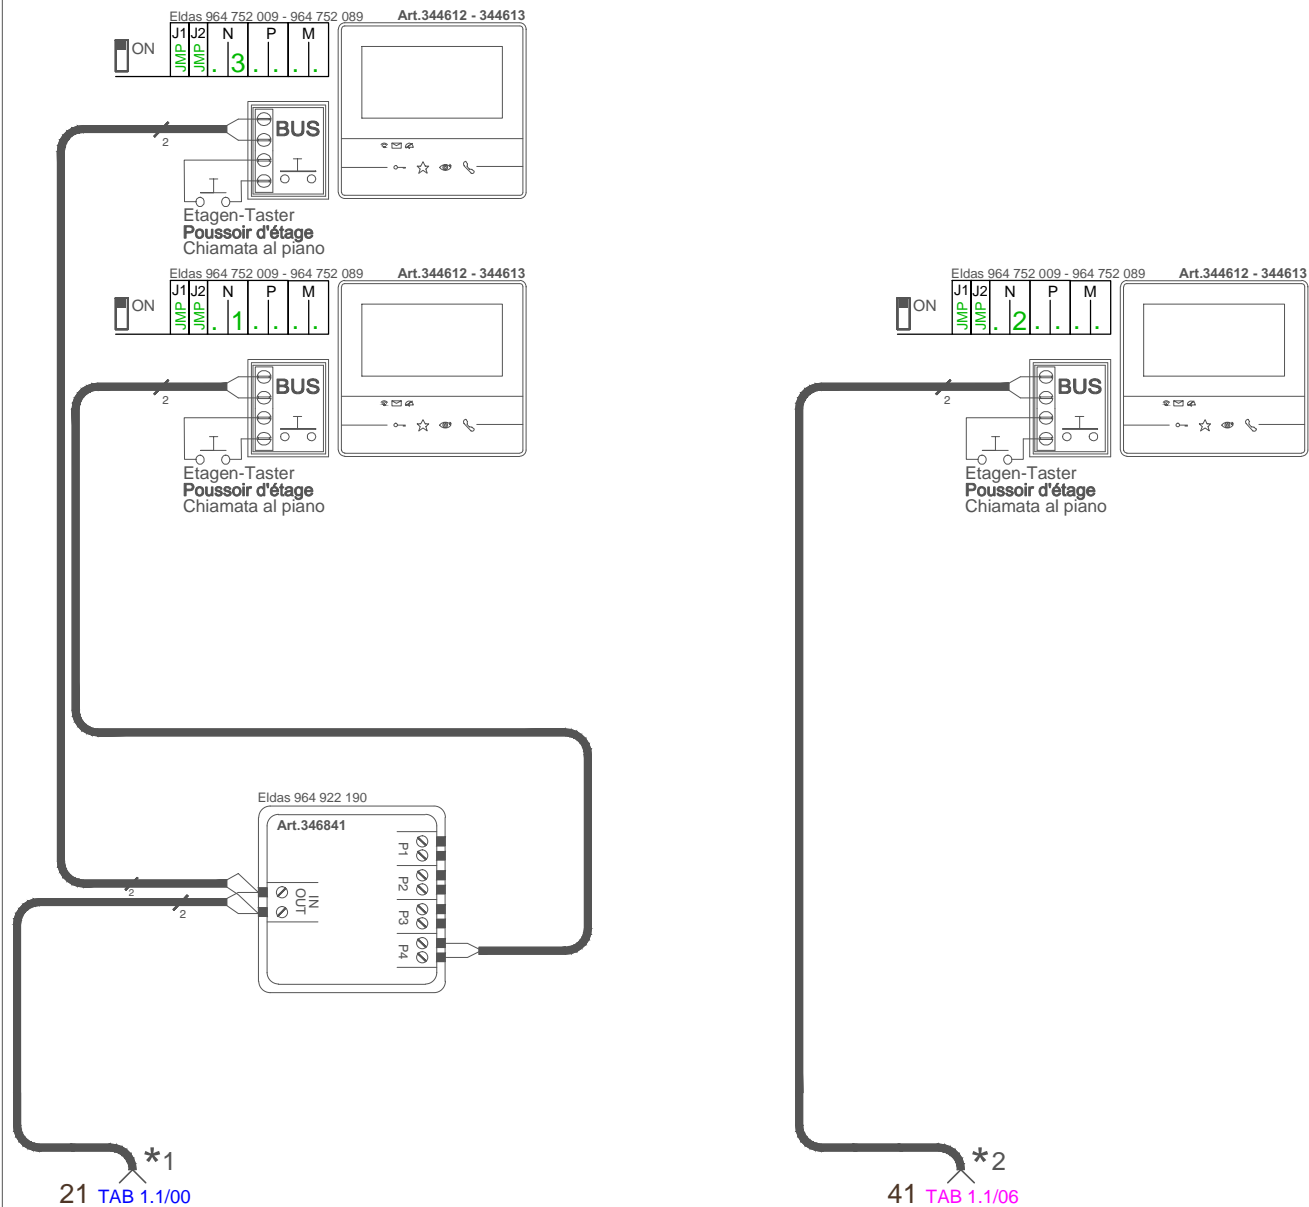 Eldas 964 752 009 - 964 752 089 Art.344612 - 344613
ON J1 J2 N P M
JMP JMP . 3 . . . .
BUS
2
Etagen-Taster
Poussoir d'étage
Chiamata al piano
Eldas 964 752 009 - 964 752 089 Art.344612 - 344613
ON J1 J2 N P M
JMP JMP . 1 . . . .
BUS
2
Etagen-Taster
Poussoir d'étage
Chiamata al piano
Eldas 964 752 009 - 964 752 089 Art.344612 - 344613
ON J1 J2 N P M
JMP JMP . 2 . . . .
BUS
2
Etagen-Taster
Poussoir d'étage
Chiamata al piano
Eldas 964 922 190
Art.346841
P1
P2
P3
P4
IN
OUT
2
2
*1
21 TAB 1.1/00
*2
41 TAB 1.1/06